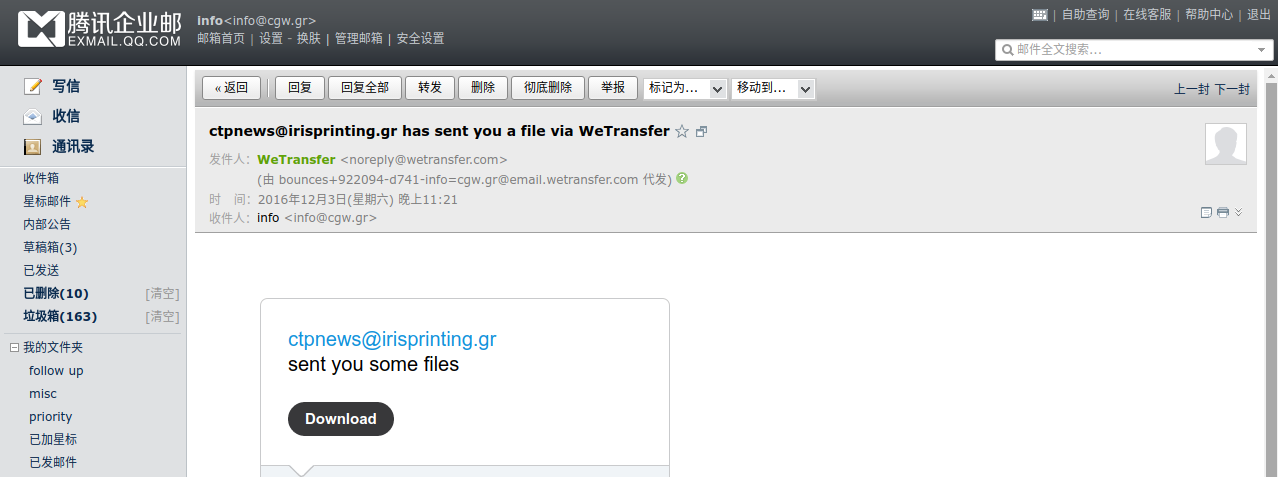 腾讯企业邮
EXMAIL.QQ.COM
info<info@cgw.gr>
邮箱首页 | 设置 - 换肤 | 管理邮箱 | 安全设置
| 自助查询 | 在线客服 | 帮助中心 | 退出
邮件全文搜索...
写信
收信
通讯录
收件箱
星标邮件
内部公告
草稿箱(3)
已发送
已删除(10) [清空]
垃圾箱(163) [清空]
我的文件夹
follow up
misc
priority
已加星标
已发邮件
« 返回 回复 回复全部 转发 删除 彻底删除 举报 标记为... 移动到... 上一封 下一封
ctpnews@irisprinting.gr has sent you a file via WeTransfer
发件人: WeTransfer <noreply@wetransfer.com>
(由 bounces+922094-d741-info=cgw.gr@email.wetransfer.com 代发)
时 间: 2016年12月3日(星期六) 晚上11:21
收件人: info <info@cgw.gr>
ctpnews@irisprinting.gr
sent you some files
Download